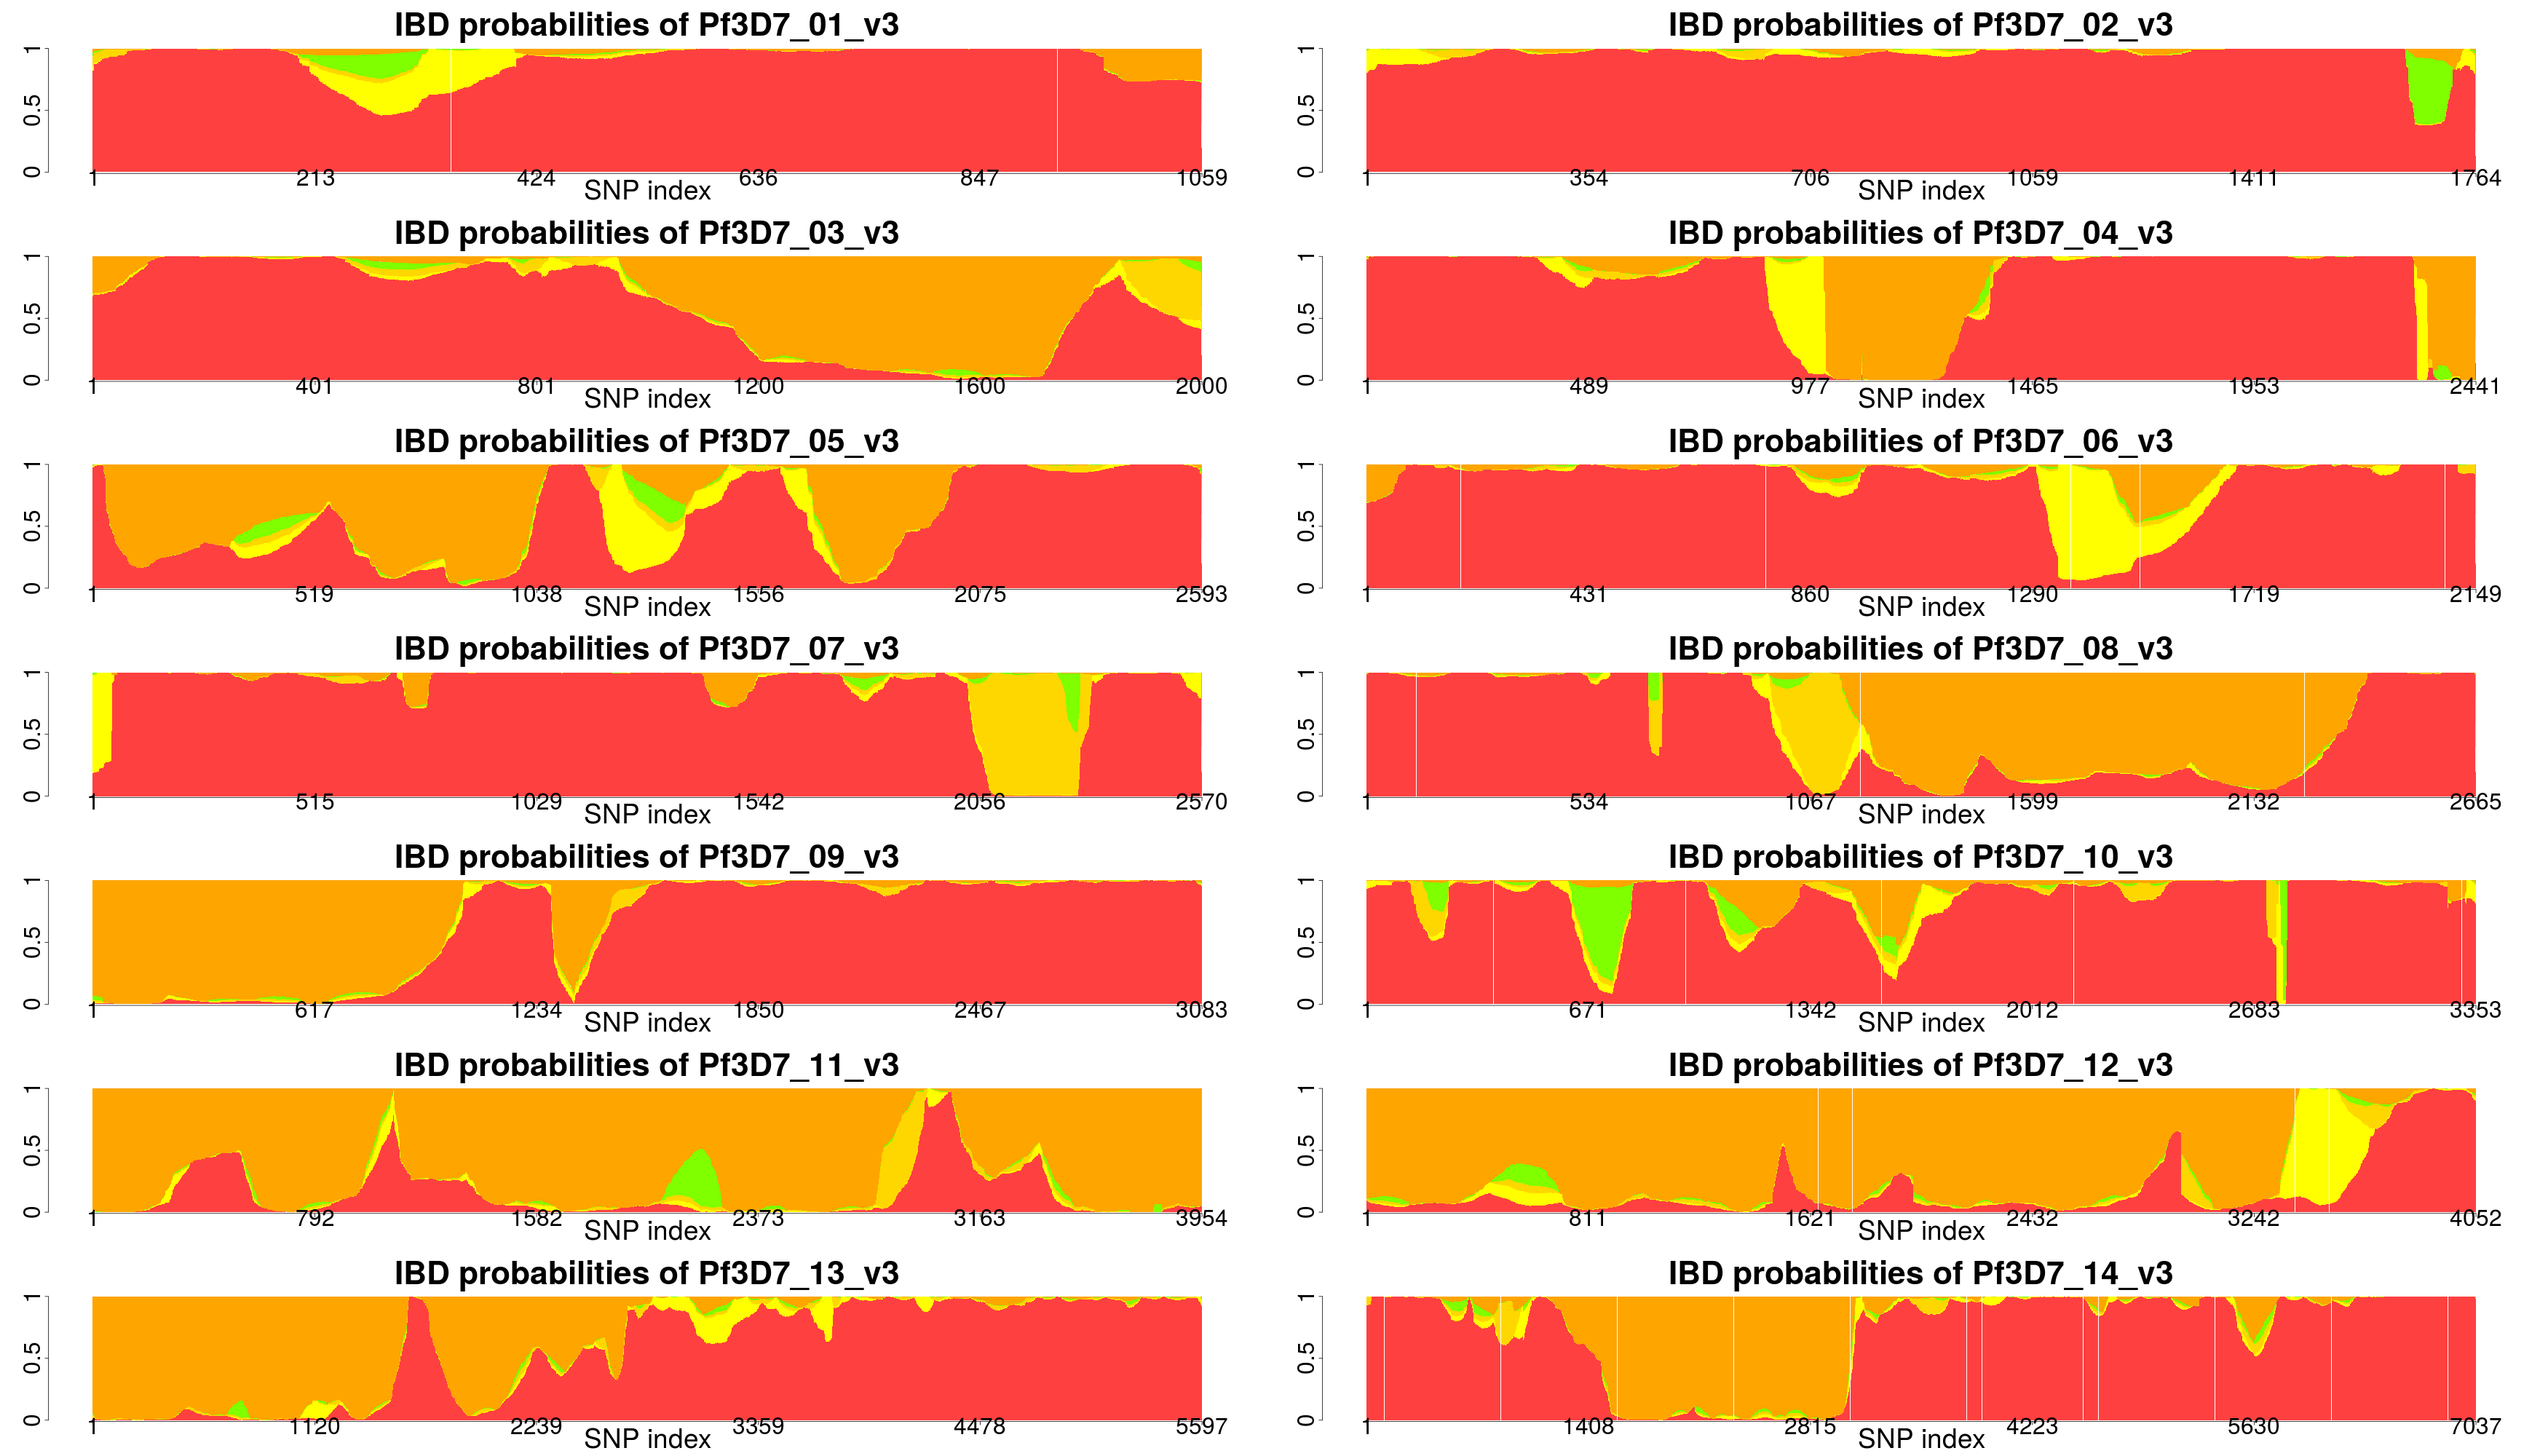 IBD probabilities of Pf3D7_01_v3
0 0.5 1
1 213 424 636 847 1059
SNP index
IBD probabilities of Pf3D7_02_v3
0 0.5 1
1 354 706 1059 1411 1764
SNP index
IBD probabilities of Pf3D7_03_v3
0 0.5 1
1 401 801 1200 1600 2000
SNP index
IBD probabilities of Pf3D7_04_v3
0 0.5 1
1 489 977 1465 1953 2441
SNP index
IBD probabilities of Pf3D7_05_v3
0 0.5 1
1 519 1038 1556 2075 2593
SNP index
IBD probabilities of Pf3D7_06_v3
0 0.5 1
1 431 860 1290 1719 2149
SNP index
IBD probabilities of Pf3D7_07_v3
0 0.5 1
1 515 1029 1542 2056 2570
SNP index
IBD probabilities of Pf3D7_08_v3
0 0.5 1
1 534 1067 1599 2132 2665
SNP index
IBD probabilities of Pf3D7_09_v3
0 0.5 1
1 617 1234 1850 2467 3083
SNP index
IBD probabilities of Pf3D7_10_v3
0 0.5 1
1 671 1342 2012 2683 3353
SNP index
IBD probabilities of Pf3D7_11_v3
0 0.5 1
1 792 1582 2373 3163 3954
SNP index
IBD probabilities of Pf3D7_12_v3
0 0.5 1
1 811 1621 2432 3242 4052
SNP index
IBD probabilities of Pf3D7_13_v3
0 0.5 1
1 1120 2239 3359 4478 5597
SNP index
IBD probabilities of Pf3D7_14_v3
0 0.5 1
1 1408 2815 4223 5630 7037
SNP index